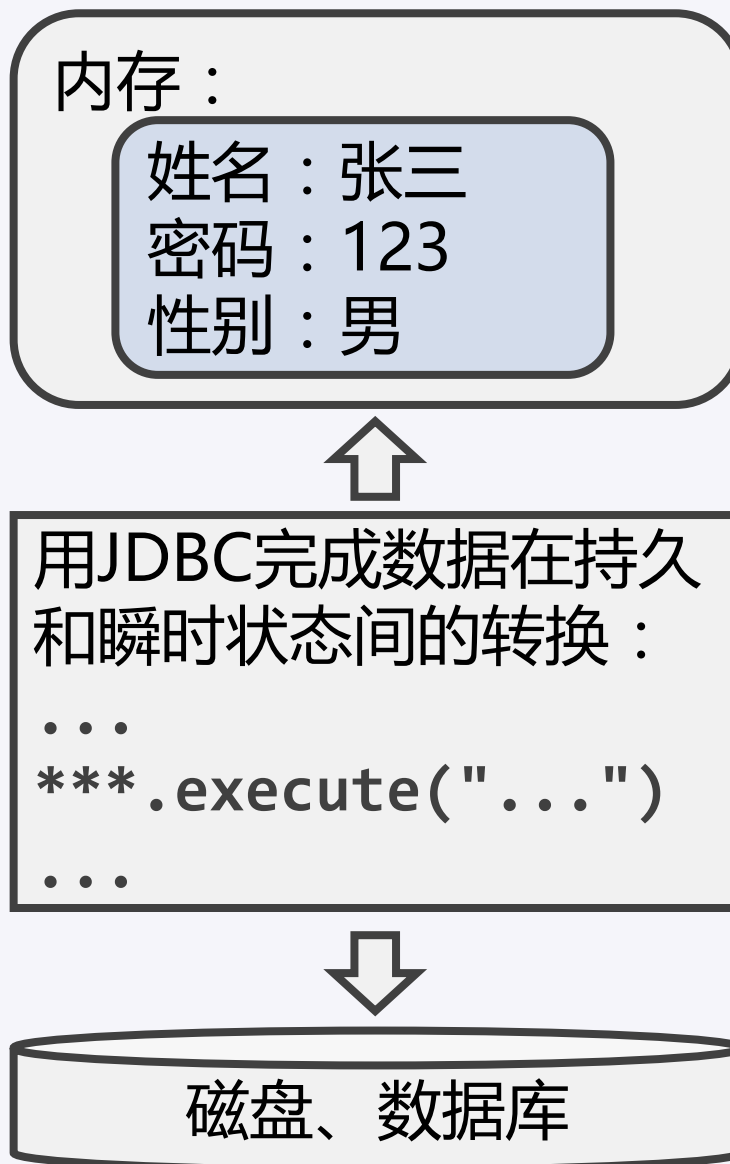 内存：
姓名：张三
密码：123
性别：男
用JDBC完成数据在持久
和瞬时状态间的转换：
...
***.execute("...")
...
磁盘、数据库